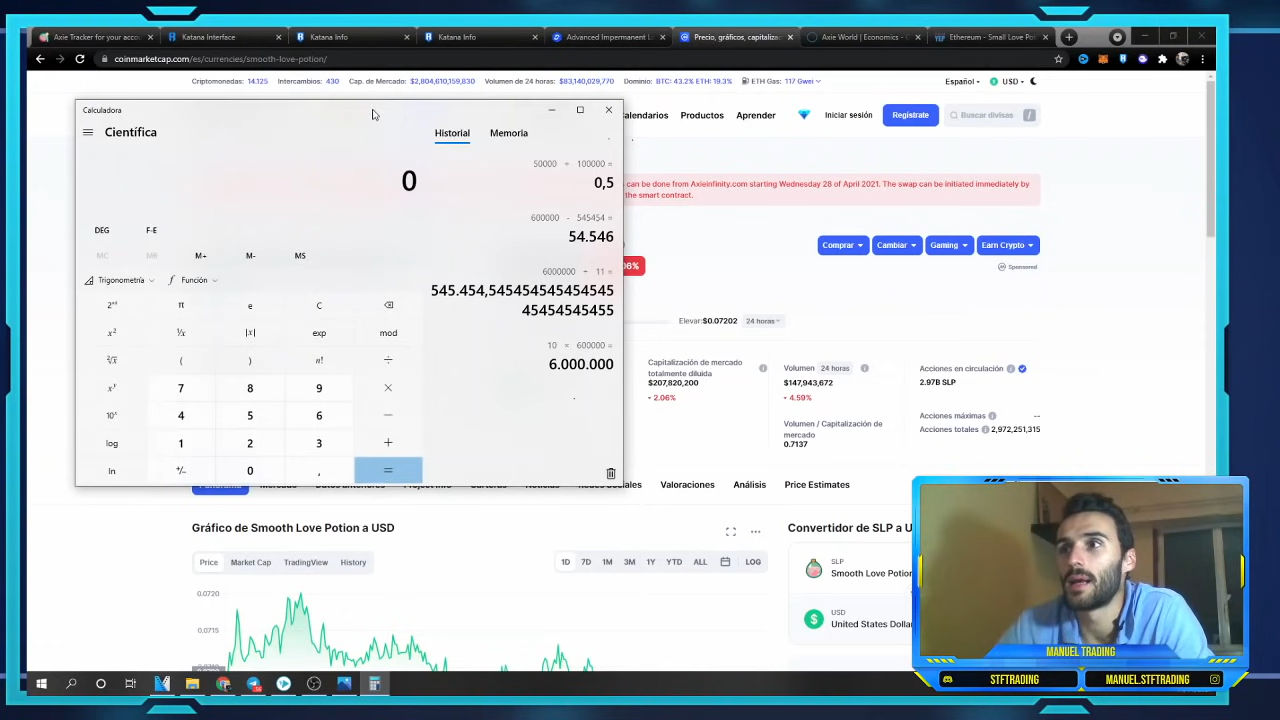 Axie Tracker for your acco
Katana Interface
Katana Info
Katana Info
Advanced Impermanent L
Precio, gráficos, capitaliza
Axie World | Economics -
Ethereum - Small Love Po
coinmarketcap.com/es/currencies/smooth-love-potion/
Criptomonedas: 14.125 Intercambios: 430 Cap. de Mercado: $2,804,610,159,830 Volumen de 24 horas: $83,140,029,770 Dominio: BTC: 43.2% ETH: 19.3% ETH Gas: 117 Gwei
Español
USD
Calculadora
Científica
Historial
Memoria
alendarios
Productos
Aprender
Iniciar sesión
Regístrate
Buscar divisas
/
50000 ÷ 100000 =
0,5
0
can be done from Axieinfinity.com starting Wednesday 28 of April 2021. The swap can be initiated immediately by
the smart contract.
600000 - 545454 =
54.546
DEG
F-E
MC
MR
M+
M-
MS
Comprar
Cambiar
Gaming
Earn Crypto
Sponsored
6000000 ÷ 11 =
545.454,545454545454545
45454545455
Trigonometría
Función
2ⁿᵈ
π
e
C
x²
¹/x
|x|
exp
mod
Elevar:$0.07202
24 horas
10 × 600000 =
6.000.000
²√x
(
)
n!
÷
xʸ
7
8
9
×
10ˣ
4
5
6
−
log
1
2
3
+
ln
+/-
0
,
=
Capitalización de mercado
totalmente diluida
$207,820,200
2.06%
Volumen 24 horas
$147,943,672
4.59%
Volumen / Capitalización de
mercado
0.7137
Acciones en circulación
2.97B SLP
Acciones máximas
--
Acciones totales
2,972,251,315
Valoraciones
Análisis
Price Estimates
Gráfico de Smooth Love Potion a USD
Convertidor de SLP a U
Price
Market Cap
TradingView
History
1D
7D
1M
3M
1Y
YTD
ALL
LOG
SLP
Smooth Love Potion
USD
United States Dolla
0.0720
0.0715
MANUEL TRADING
STFTRADING
MANUEL.STFTRADING